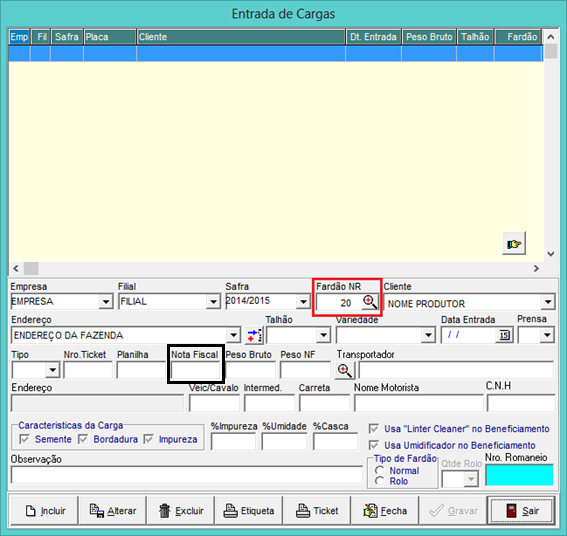 Entrada de Cargas
Emp Fil Safra Placa Cliente Dt. Entrada Peso Bruto Talhão Fardão
Empresa Filial Safra Fardão NR Cliente
EMPRESA FILIAL 2014/2015 20 NOME PRODUTOR
Endereço Talhão Variedade Data Entrada Prensa
ENDEREÇO DA FAZENDA / / 15
Tipo Nro.Ticket Planilha Nota Fiscal Peso Bruto Peso NF Transportador
Endereço Veic/Cavalo Intermed. Carreta Nome Motorista C.N.H
Caracteristicas da Carga %Impureza %Umidade %Casca Usa "Linter Cleaner" no Beneficiamento
Semente Bordadura Impureza Usa Umidificador no Beneficiamento
Observação Tipo de Fardão Qtde Rolo Nro. Romaneio
Normal
Rolo
Incluir Alterar Excluir Etiqueta Ticket Fecha Gravar Sair